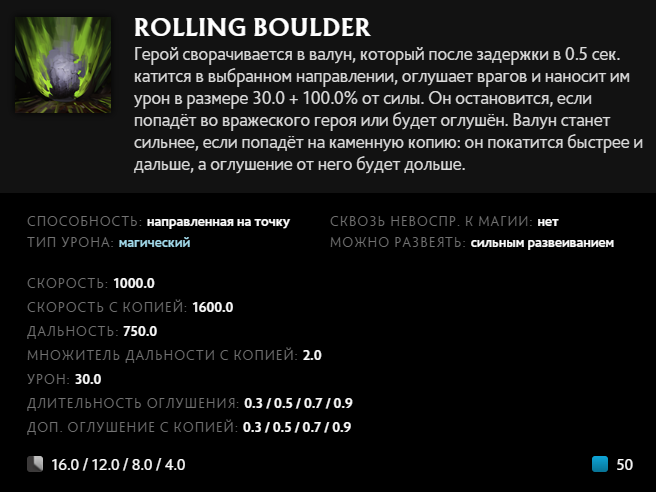 ROLLING BOULDER
Герой сворачивается в валун, который после задержки в 0.5 сек.
катится в выбранном направлении, оглушает врагов и наносит им
урон в размере 30.0 + 100.0% от силы. Он остановится, если
попадёт во вражеского героя или будет оглушён. Валун станет
сильнее, если попадёт на каменную копию: он покатится быстрее и
дальше, а оглушение от него будет дольше.
СПОСОБНОСТЬ: направленная на точку
СКВОЗЬ НЕВОСПР. К МАГИИ: нет
ТИП УРОНА: магический
МОЖНО РАЗВЕЯТЬ: сильным развеиванием
СКОРОСТЬ: 1000.0
СКОРОСТЬ С КОПИЕЙ: 1600.0
ДАЛЬНОСТЬ: 750.0
МНОЖИТЕЛЬ ДАЛЬНОСТИ С КОПИЕЙ: 2.0
УРОН: 30.0
ДЛИТЕЛЬНОСТЬ ОГЛУШЕНИЯ: 0.3 / 0.5 / 0.7 / 0.9
ДОП. ОГЛУШЕНИЕ С КОПИЕЙ: 0.3 / 0.5 / 0.7 / 0.9
16.0 / 12.0 / 8.0 / 4.0
50